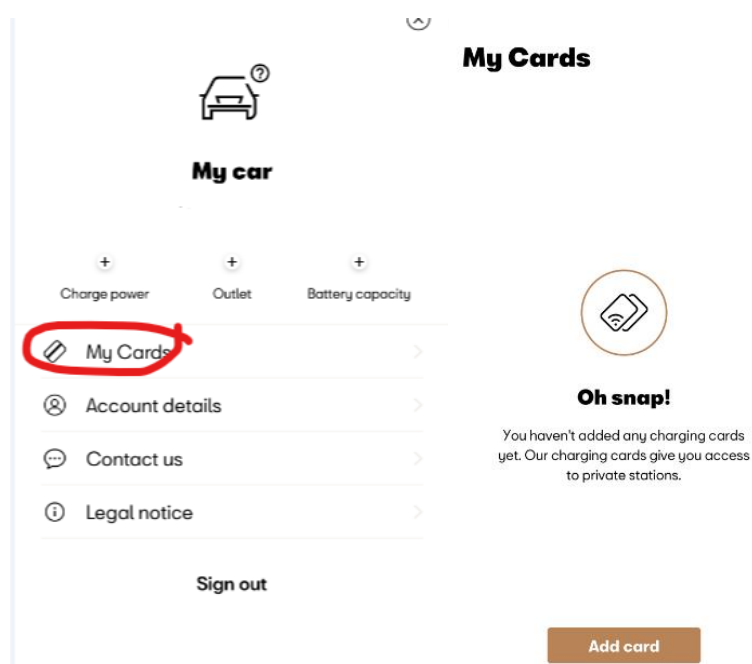 My car
+ + +
Charge power Outlet Battery capacity
My Cards
Account details
Contact us
Legal notice
Sign out
My Cards
Oh snap!
You haven't added any charging cards
yet. Our charging cards give you access
to private stations.
Add card